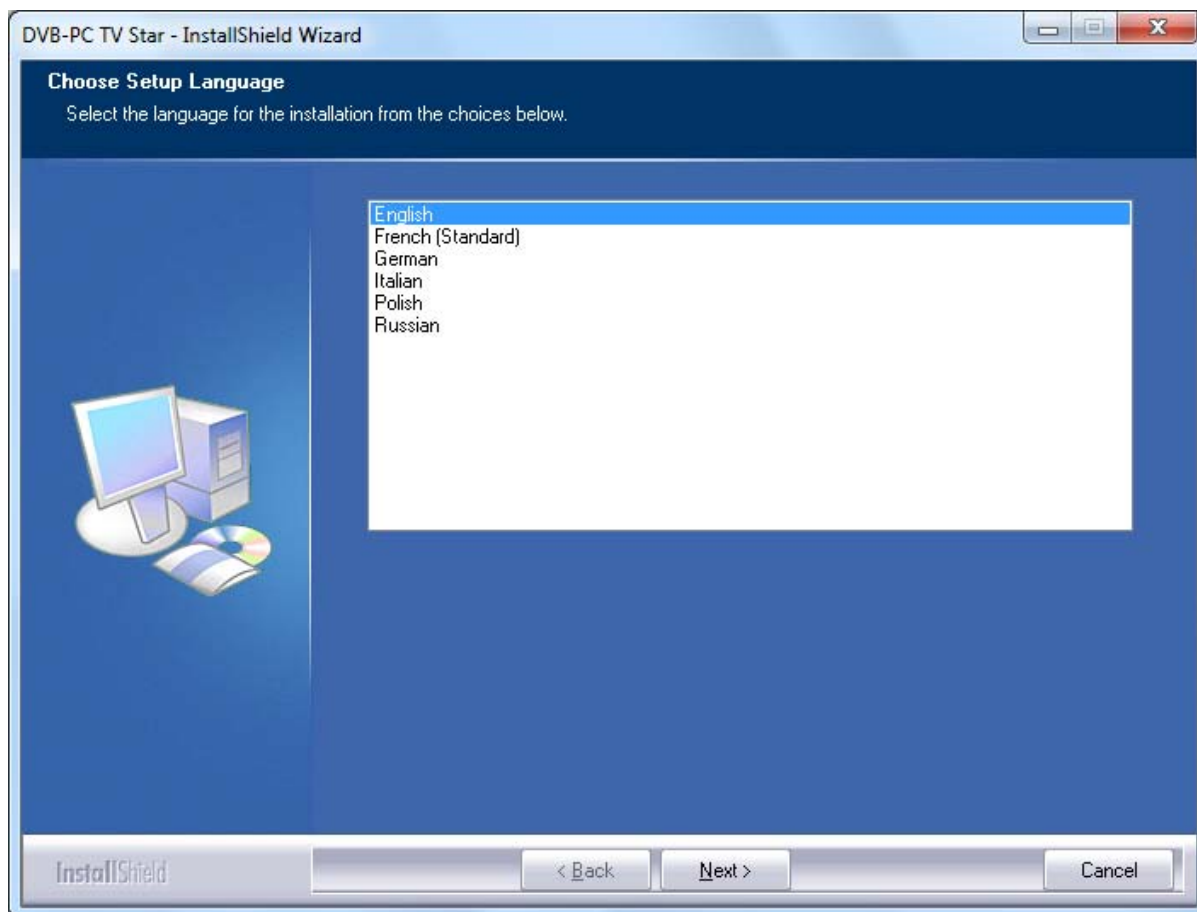 DVB-PC TV Star - InstallShield Wizard
Choose Setup Language
Select the language for the installation from the choices below.
English
French (Standard)
German
Italian
Polish
Russian
InstallShield
< Back
Next >
Cancel